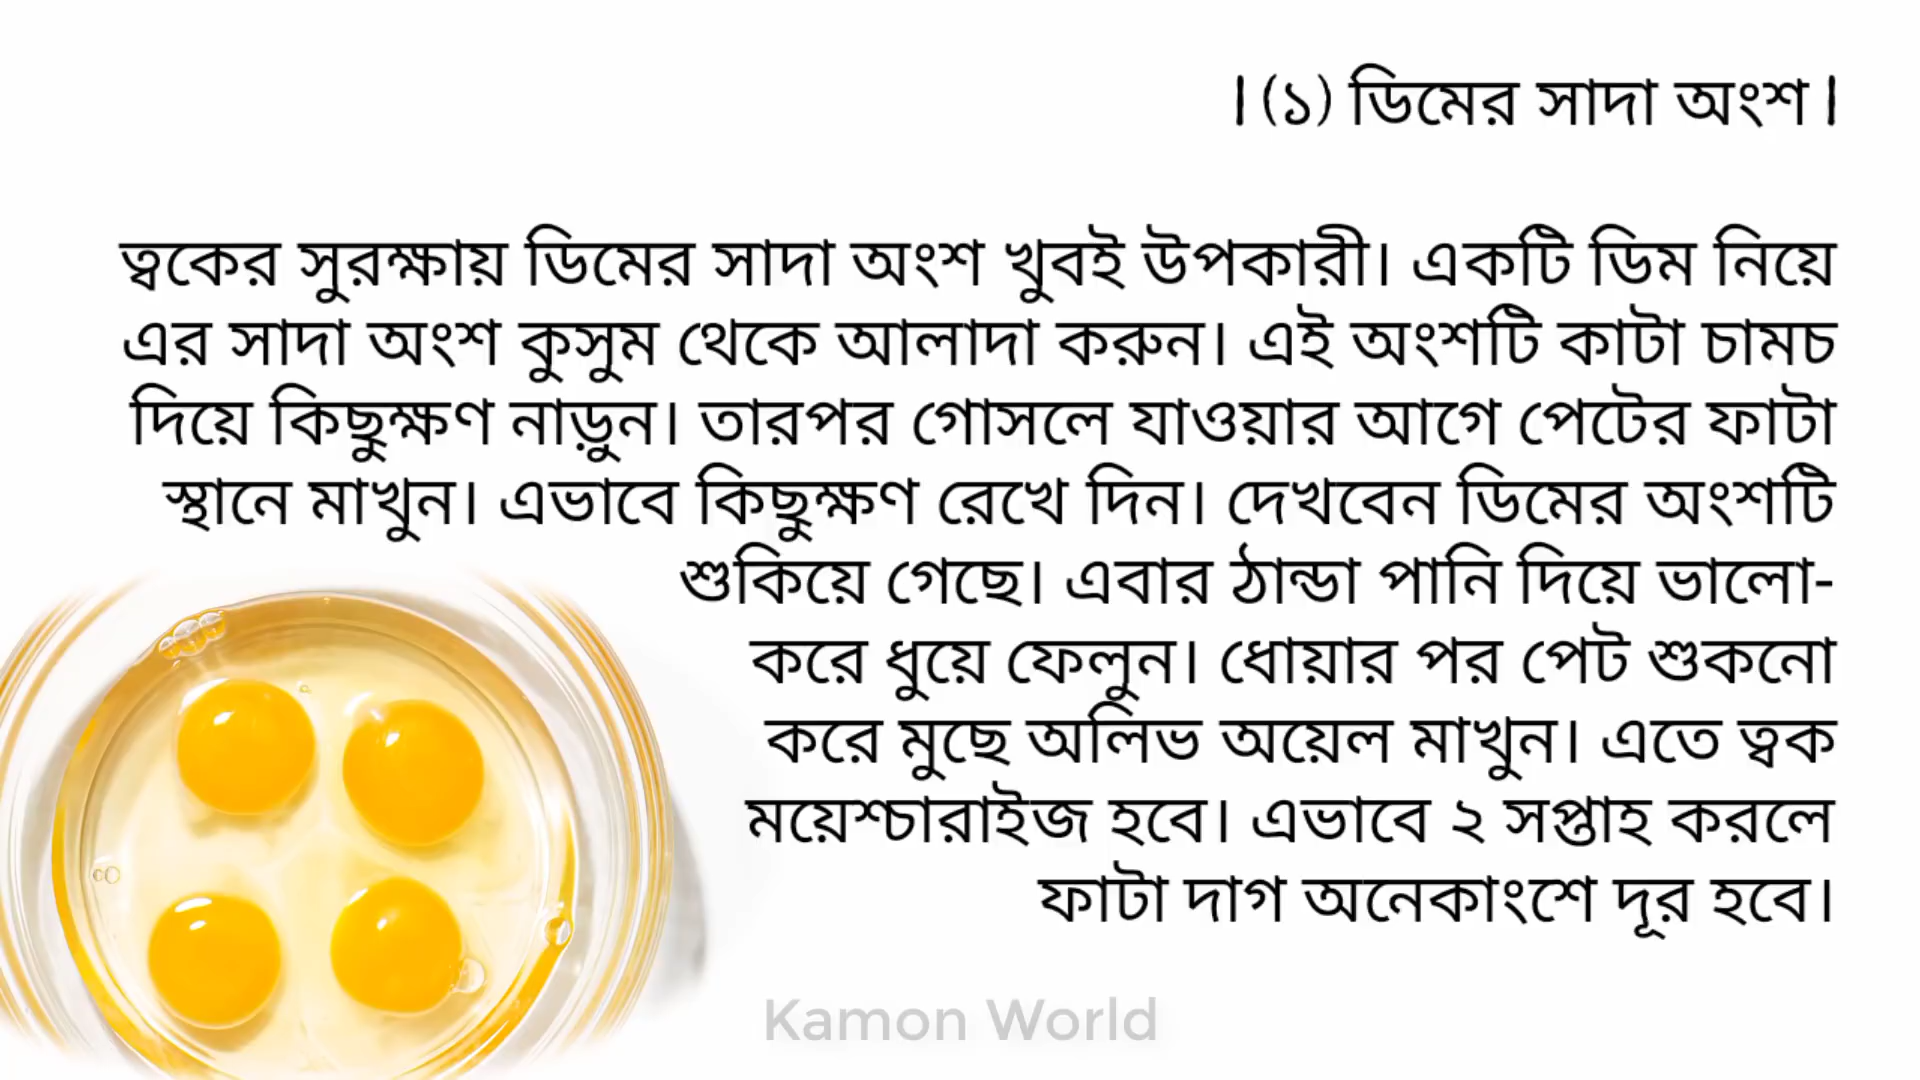 । (১) ডিমের সাদা অংশ ।
ত্বকের সুরক্ষায় ডিমের সাদা অংশ খুবই উপকারী। একটি ডিম নিয়ে
এর সাদা অংশ কুসুম থেকে আলাদা করুন। এই অংশটি কাটা চামচ
দিয়ে কিছুক্ষণ নাড়ুন। তারপর গোসলে যাওয়ার আগে পেটের ফাটা
স্থানে মাখুন। এভাবে কিছুক্ষণ রেখে দিন। দেখবেন ডিমের অংশটি
শুকিয়ে গেছে। এবার ঠান্ডা পানি দিয়ে ভালো-
করে ধুয়ে ফেলুন। ধোয়ার পর পেট শুকনো
করে মুছে অলিভ অয়েল মাখুন। এতে ত্বক
ময়েশ্চারাইজ হবে। এভাবে ২ সপ্তাহ করলে
ফাটা দাগ অনেকাংশে দূর হবে।
Kamon World